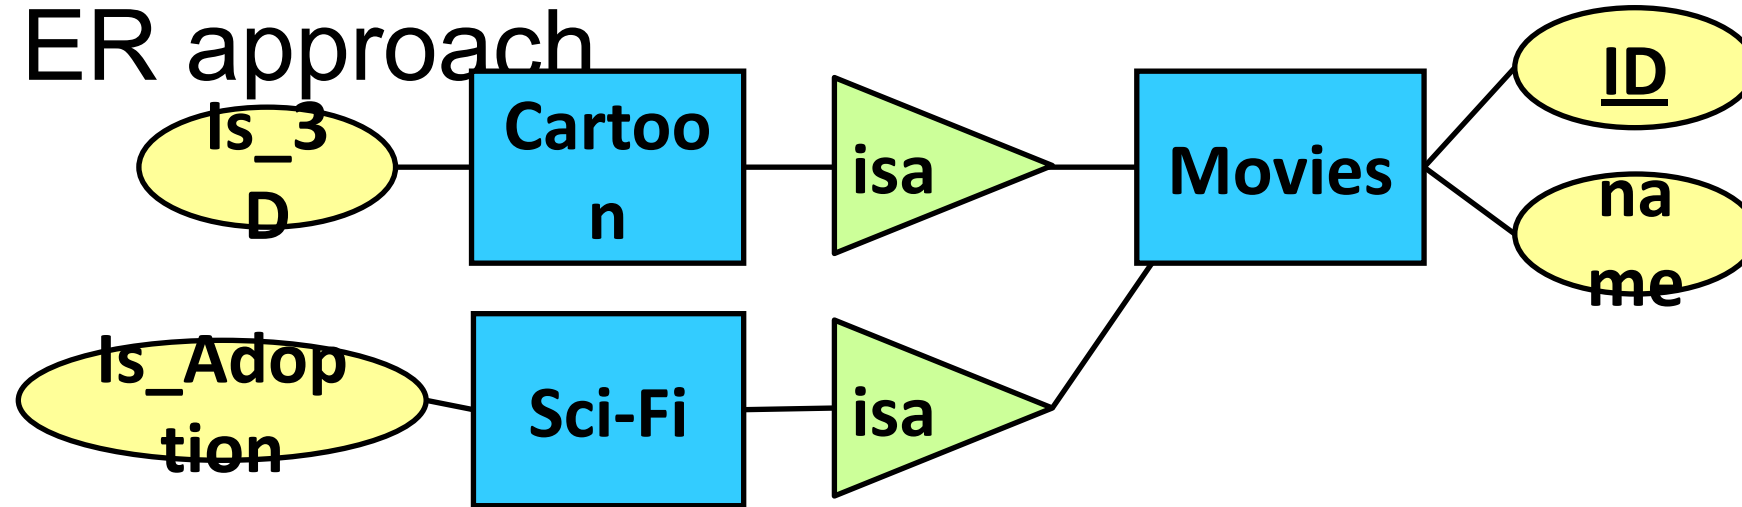 ER approach
Is_3
D
Cartoo
n
isa
Movies
ID
na
me
Is_Adop
tion
Sci-Fi
isa